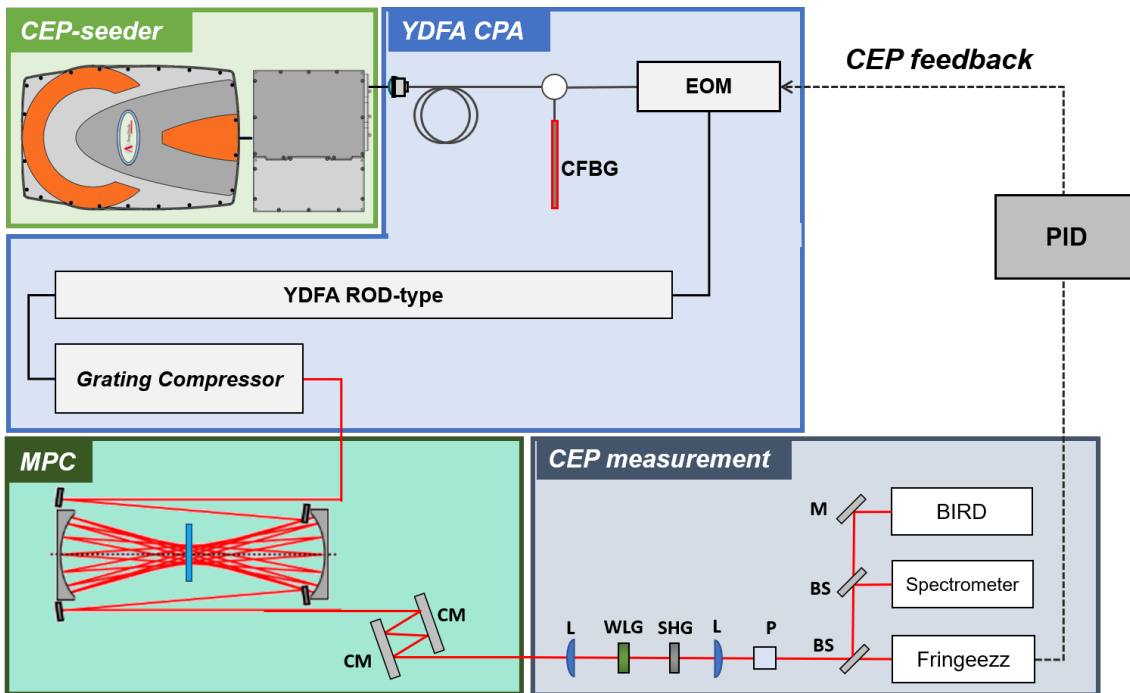 CEP-seeder
YDFA CPA
CEP feedback
EOM
CFBG
PID
YDFA ROD-type
Grating Compressor
MPC
CEP measurement
M
BIRD
BS
Spectrometer
CM
CM
L
WLG
SHG
L
P
BS
Fringeezz